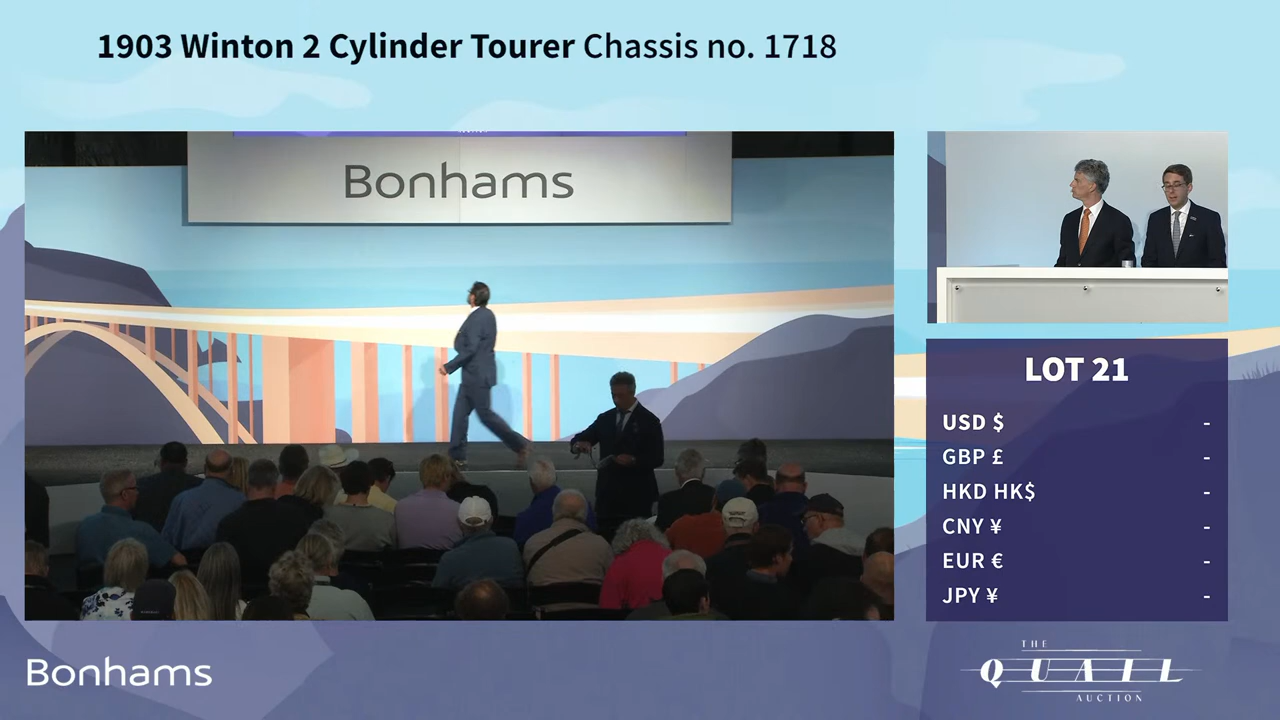 1903 Winton 2 Cylinder Tourer Chassis no. 1718
Bonhams
LOT 21
USD $ -
GBP £ -
HKD HK$ -
CNY ¥ -
EUR € -
JPY ¥ -
Bonhams
THE
QUAIL
AUCTION